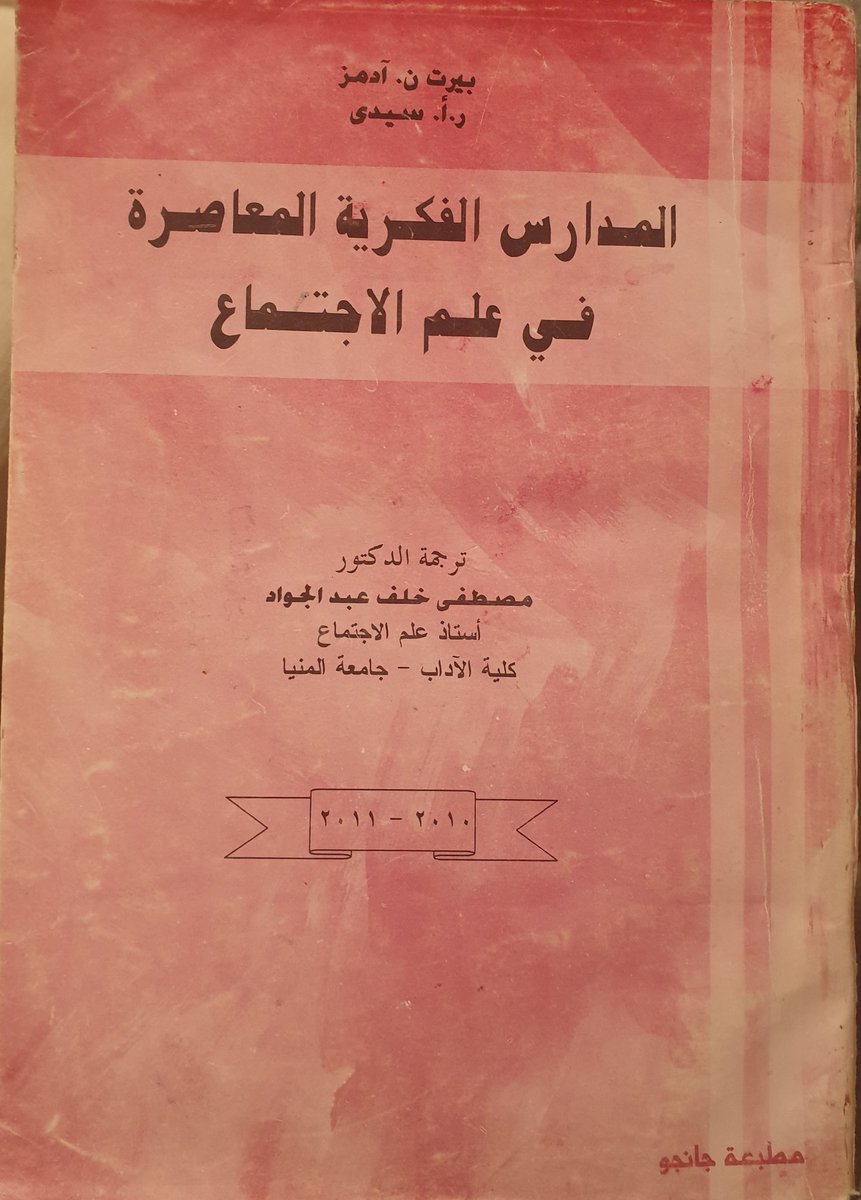 بيرت ن. آدمز
ر.أ. سيدى
المدارس الفكرية المعاصرة
في علم الاجتماع
ترجمة الدكتور
مصطفى خلف عبد الجواد
أستاذ علم الاجتماع
كلية الآداب - جامعة المنيا
٢٠١٠ - ٢٠١١
مطبعة جانجو